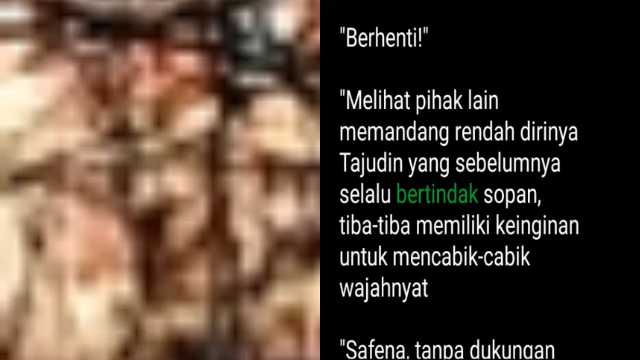 "Berhenti!"
"Melihat pihak lain
memandang rendah dirinya
Tajudin yang sebelumnya
selalu bertindak sopan,
tiba-tiba memiliki keinginan
untuk mencabik-cabik
wajahnyat
"Safena, tanpa dukungan